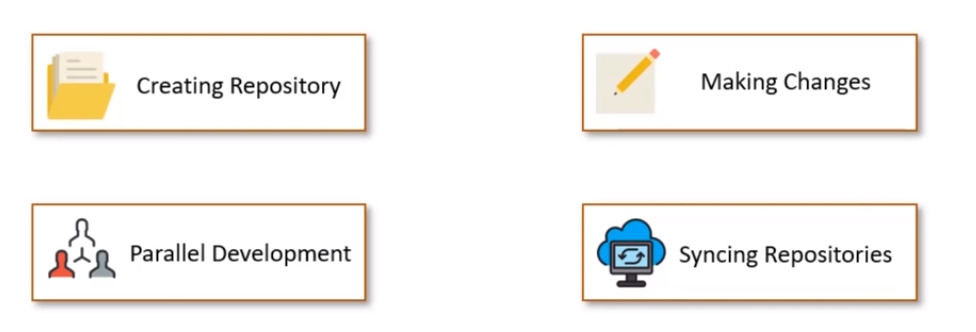 Creating Repository
Making Changes
Parallel Development
Syncing Repositories